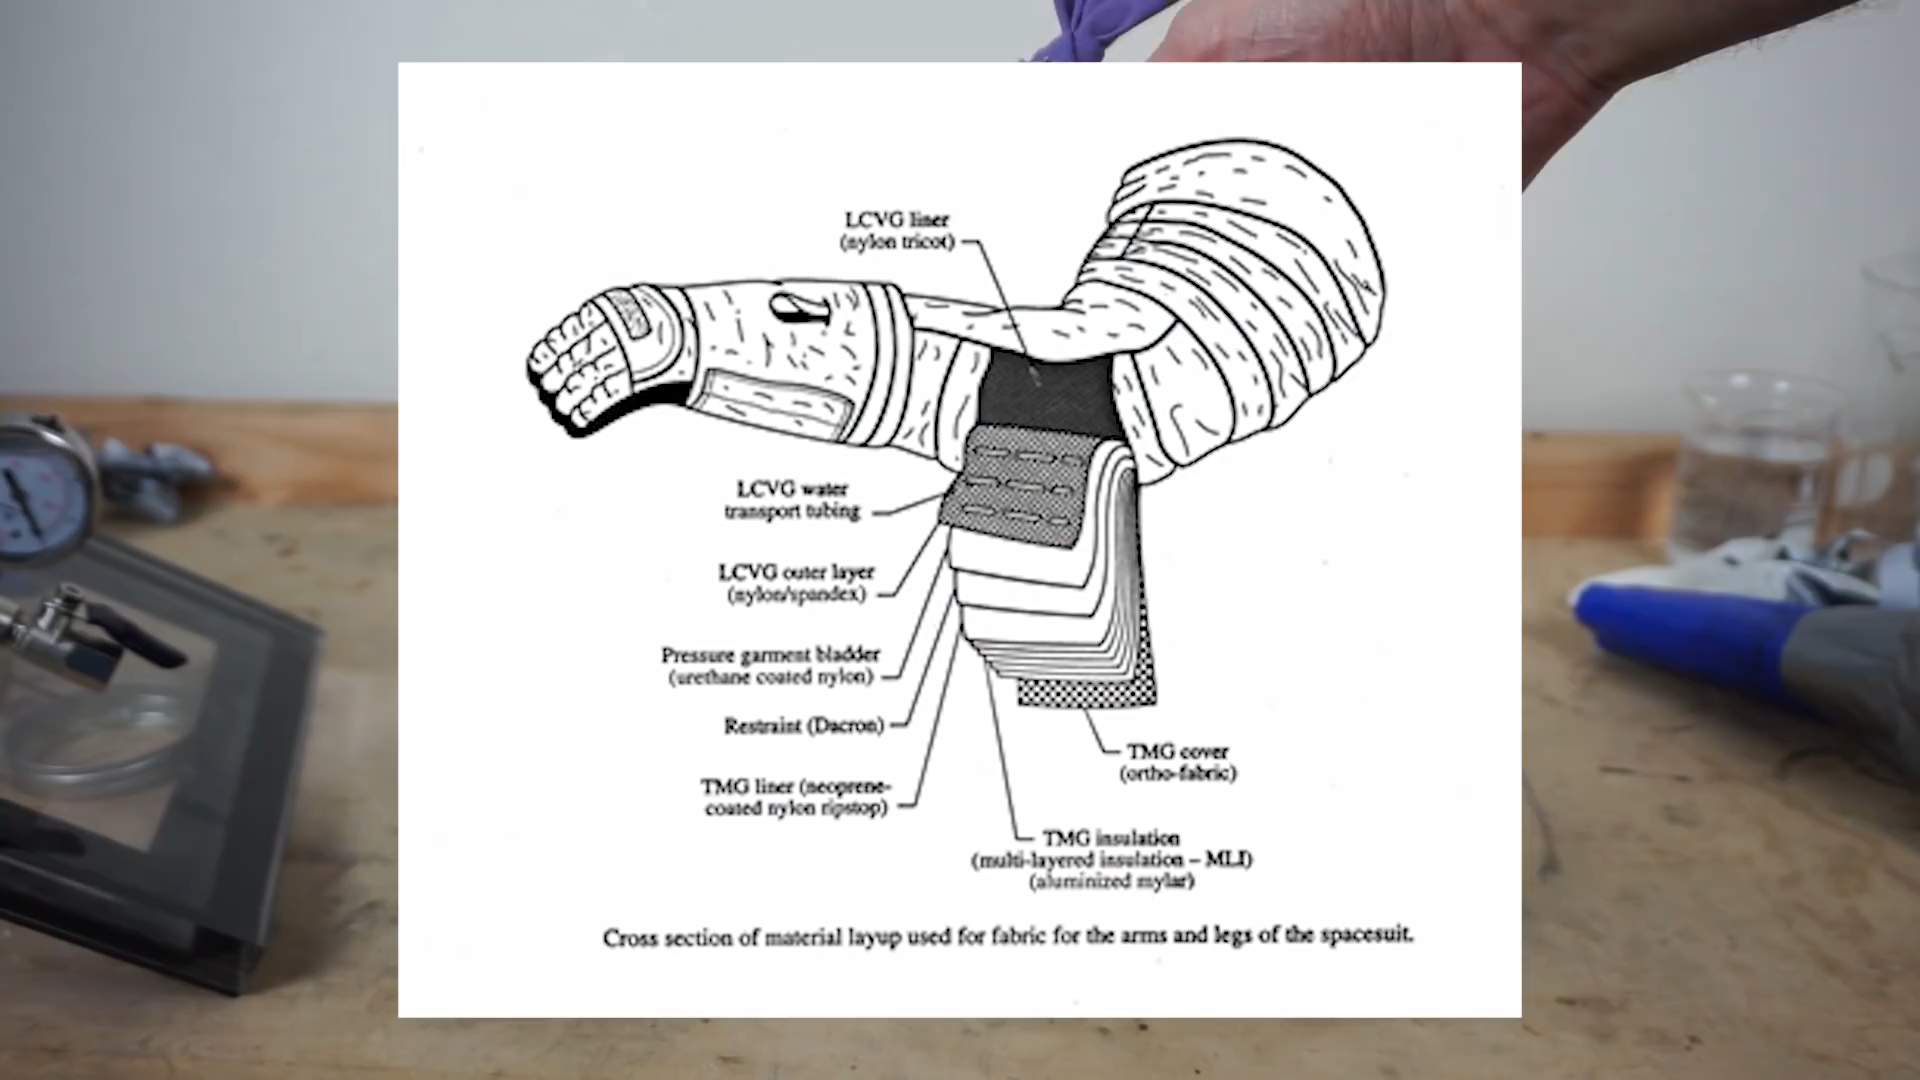 LCVG liner
(nylon tricot)
LCVG water
transport tubing
LCVG outer layer
(nylon/spandex)
Pressure garment bladder
(urethane coated nylon)
Restraint (Dacron)
TMG liner (neoprene-
coated nylon ripstop)
TMG cover
(ortho-fabric)
TMG insulation
(multi-layered insulation – MLI)
(aluminized mylar)
Cross section of material layup used for fabric for the arms and legs of the spacesuit.